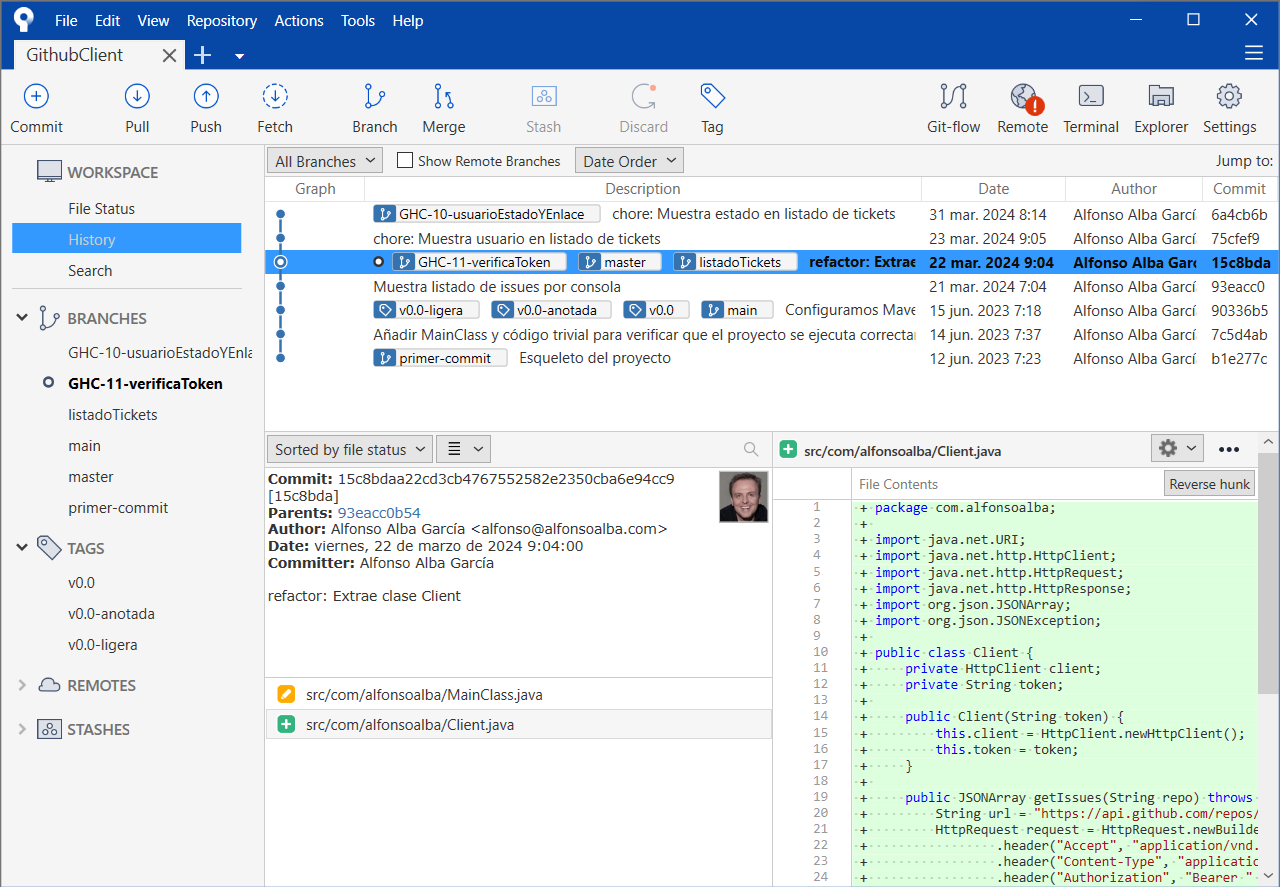 File Edit View Repository Actions Tools Help
GithubClient
Commit Pull Push Fetch Branch Merge Stash Discard Tag Git-flow Remote Terminal Explorer Settings
WORKSPACE
File Status
History
Search
BRANCHES
GHC-10-usuarioEstadoYEnla
GHC-11-verificaToken
listadoTickets
main
master
primer-commit
TAGS
v0.0
v0.0-anotada
v0.0-ligera
REMOTES
STASHES
All Branches Show Remote Branches Date Order Jump to:
Graph Description Date Author Commit
GHC-10-usuarioEstadoYEnlace chore: Muestra estado en listado de tickets 31 mar. 2024 8:14 Alfonso Alba Garcí 6a4cb6b
chore: Muestra usuario en listado de tickets 23 mar. 2024 9:05 Alfonso Alba Garcí 75cfef9
GHC-11-verificaToken master listadoTickets refactor: Extrae 22 mar. 2024 9:04 Alfonso Alba Garc 15c8bda
Muestra listado de issues por consola 21 mar. 2024 7:04 Alfonso Alba Garcí 93eacc0
v0.0-ligera v0.0-anotada v0.0 main Configuramos Mave 15 jun. 2023 7:18 Alfonso Alba Garcí 90336b5
Añadir MainClass y código trivial para verificar que el proyecto se ejecuta correctar 14 jun. 2023 7:37 Alfonso Alba Garcí 7c5d4ab
primer-commit Esqueleto del proyecto 12 jun. 2023 7:23 Alfonso Alba Garcí b1e277c
Sorted by file status
Commit: 15c8bdaa22cd3cb4767552582e2350cba6e94cc9
[15c8bda]
Parents: 93eacc0b54
Author: Alfonso Alba García <alfonso@alfonsoalba.com>
Date: viernes, 22 de marzo de 2024 9:04:00
Committer: Alfonso Alba García
refactor: Extrae clase Client
src/com/alfonsoalba/MainClass.java
src/com/alfonsoalba/Client.java
src/com/alfonsoalba/Client.java
File Contents Reverse hunk
1 + package com.alfonsoalba;
2 +
3 + import java.net.URI;
4 + import java.net.http.HttpClient;
5 + import java.net.http.HttpRequest;
6 + import java.net.http.HttpResponse;
7 + import org.json.JSONArray;
8 + import org.json.JSONException;
9 +
10 + public class Client {
11 + private HttpClient client;
12 + private String token;
13 +
14 + public Client(String token) {
15 + this.client = HttpClient.newHttpClient();
16 + this.token = token;
17 + }
18 +
19 + public JSONArray getIssues(String repo) throws
20 + String url = "https://api.github.com/repos/
21 + HttpRequest request = HttpRequest.newBuilde
22 + .header("Accept", "application/vnd.
23 + .header("Content-Type", "applicatio
24 + .header("Authorization", "Bearer "